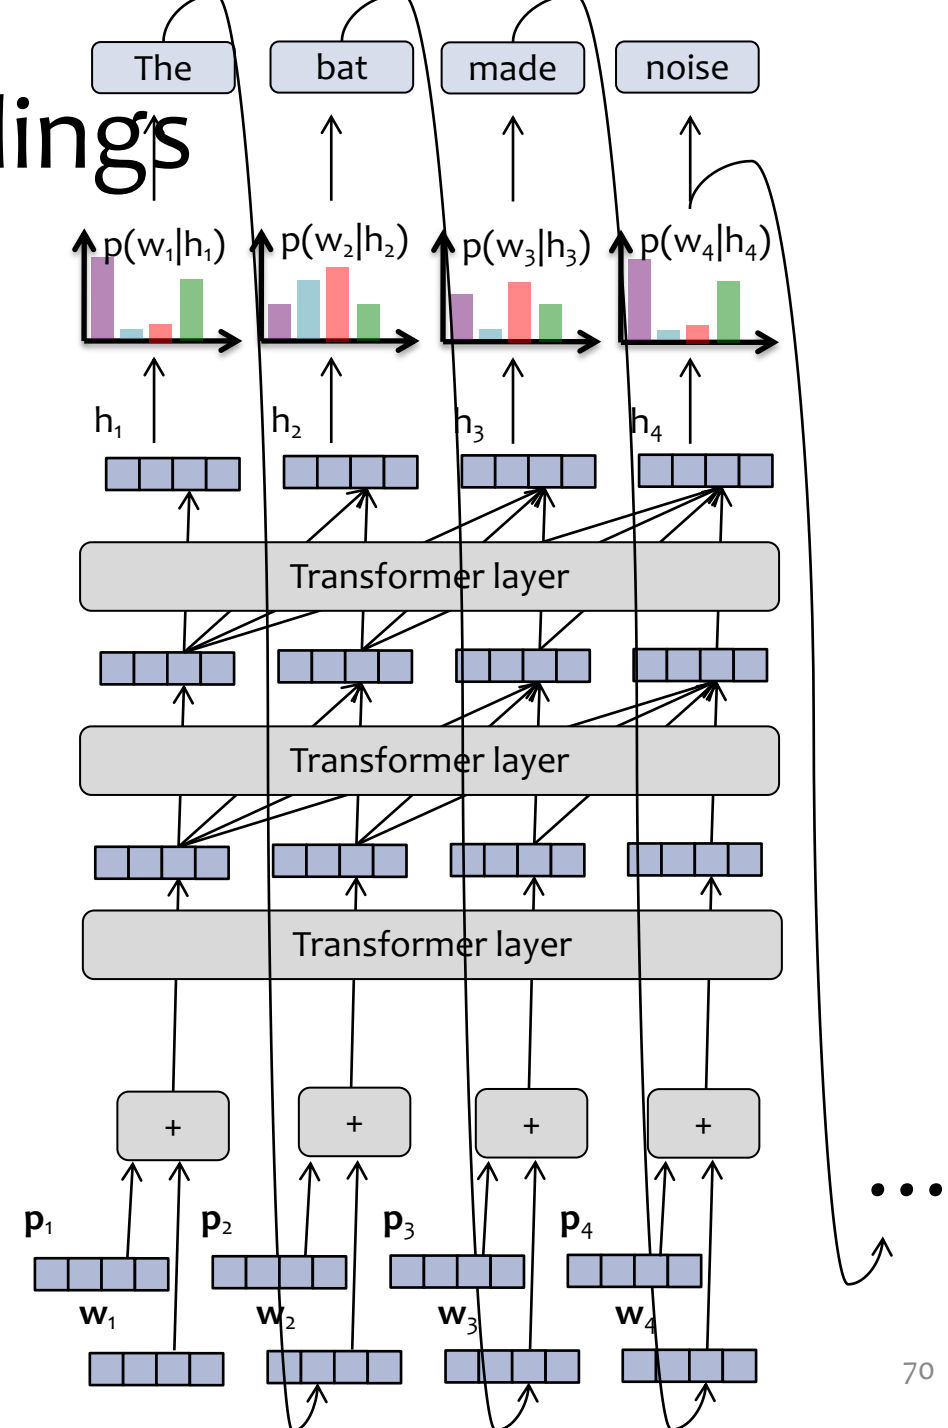 The bat made noise
lings
p(w₁|h₁) p(w₂|h₂) p(w₃|h₃) p(w₄|h₄)
h₁ h₂ h₃ h₄
Transformer layer
Transformer layer
Transformer layer
+ + + +
...
p₁ p₂ p₃ p₄
w₁ w₂ w₃ w₄
70